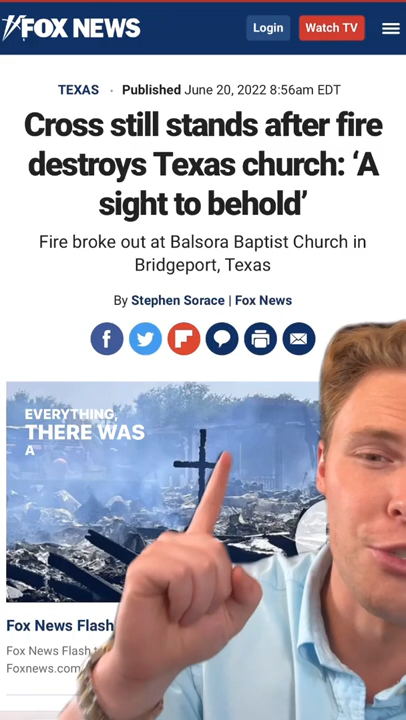 FOX NEWS
Login
Watch TV
TEXAS · Published June 20, 2022 8:56am EDT
Cross still stands after fire
destroys Texas church: ‘A
sight to behold’
Fire broke out at Balsora Baptist Church in
Bridgeport, Texas
By Stephen Sorace | Fox News
EVERYTHING,
THERE WAS
A
Fox News Flash
Fox News Flash
Foxnews.com